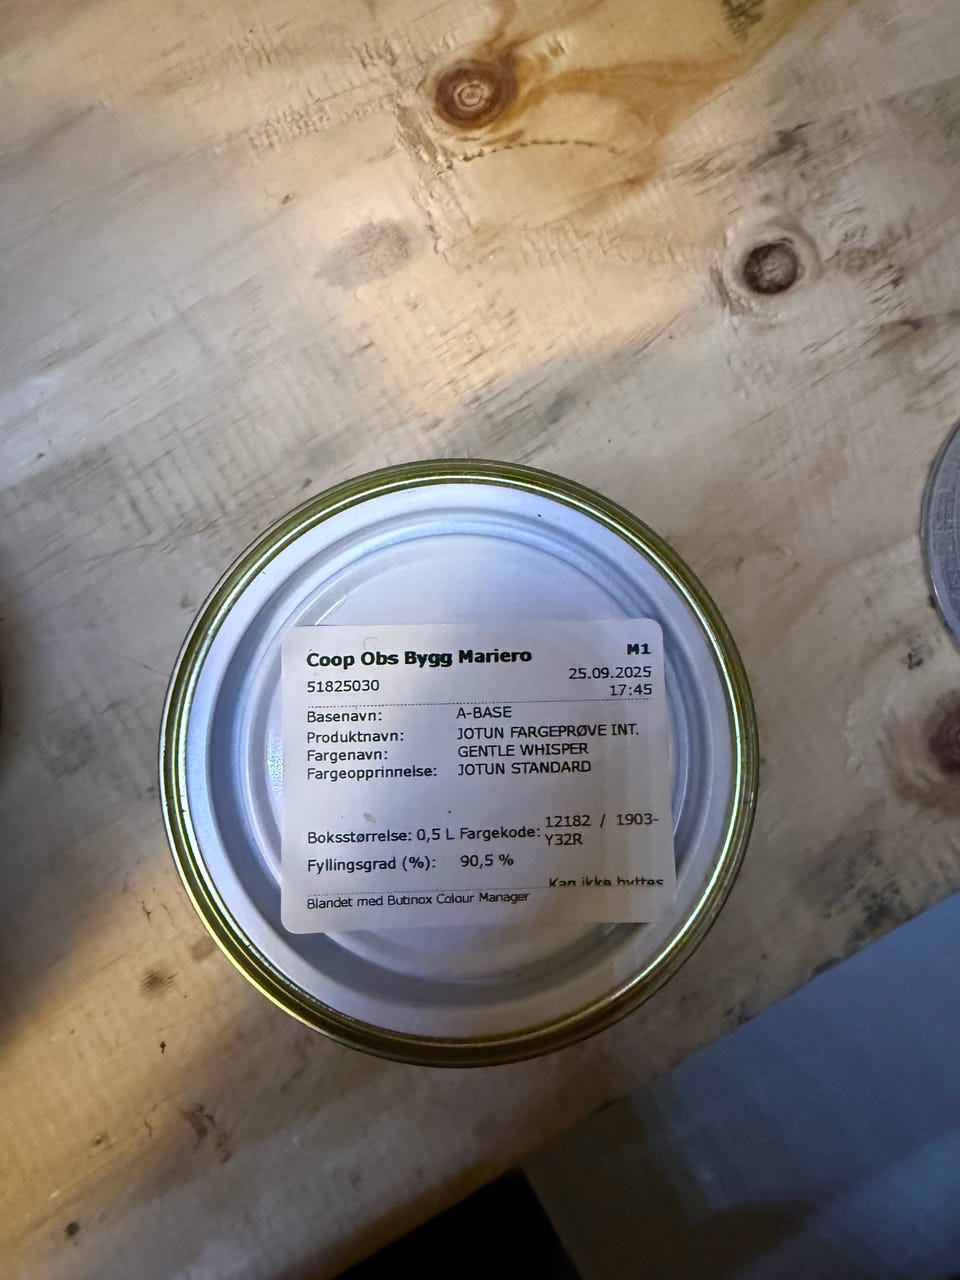 Coop Obs Bygg Mariero M1
51825030 25.09.2025
17:45
Basenavn: A-BASE
Produktnavn: JOTUN FARGEPRØVE INT.
Fargenavn: GENTLE WHISPER
Fargeopprinnelse: JOTUN STANDARD
Boksstørrelse: 0,5 L Fargekode: 12182 / 1903-
Y32R
Fyllingsgrad (%): 90,5 %
Kan ikke byttes
Blandet med Butinox Colour Manager